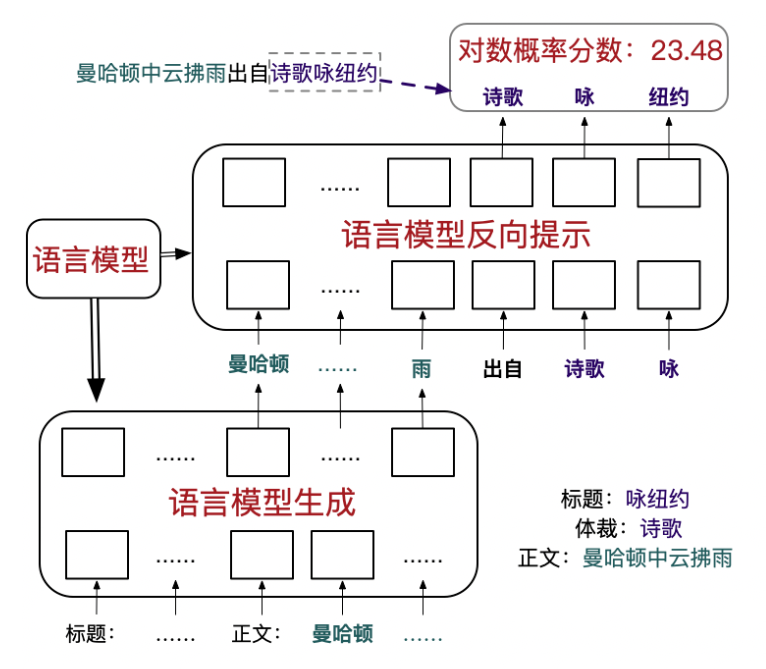 对数概率分数：23.48
曼哈顿中云拂雨出自诗歌咏纽约
诗歌 咏 纽约
......
语言模型反向提示
语言模型
......
曼哈顿 ...... 雨 出自 诗歌 咏
...... ......
语言模型生成
标题：咏纽约
体裁：诗歌
正文：曼哈顿中云拂雨
...... ......
标题： ...... 正文： 曼哈顿 ......